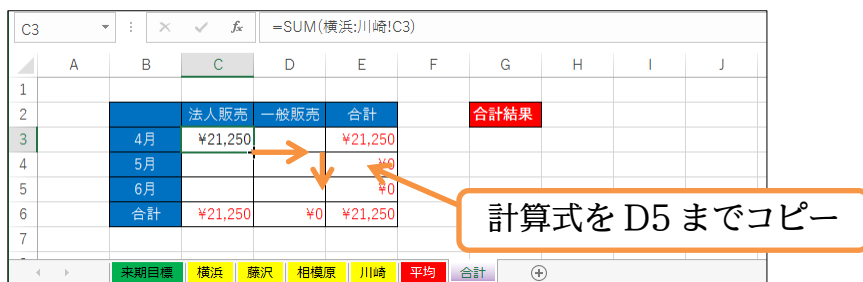 C3 fx =SUM(横浜:川崎!C3)
A B C D E F G H I J
1
2 法人販売 一般販売 合計 合計結果
3 4月 ¥21,250 ¥21,250
4 5月 ¥0
5 6月 ¥0
6 合計 ¥21,250 ¥0 ¥21,250
7
計算式を D5 までコピー
来期目標 横浜 藤沢 相模原 川崎 平均 合計